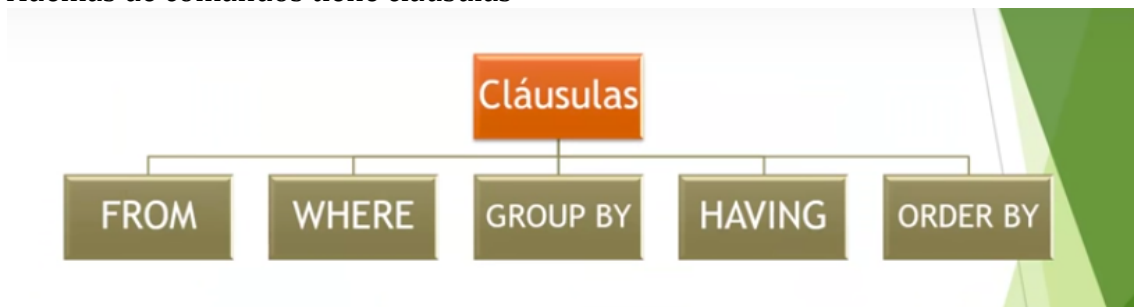 Además de comandos tiene cláusulas
Cláusulas
FROM
WHERE
GROUP BY
HAVING
ORDER BY